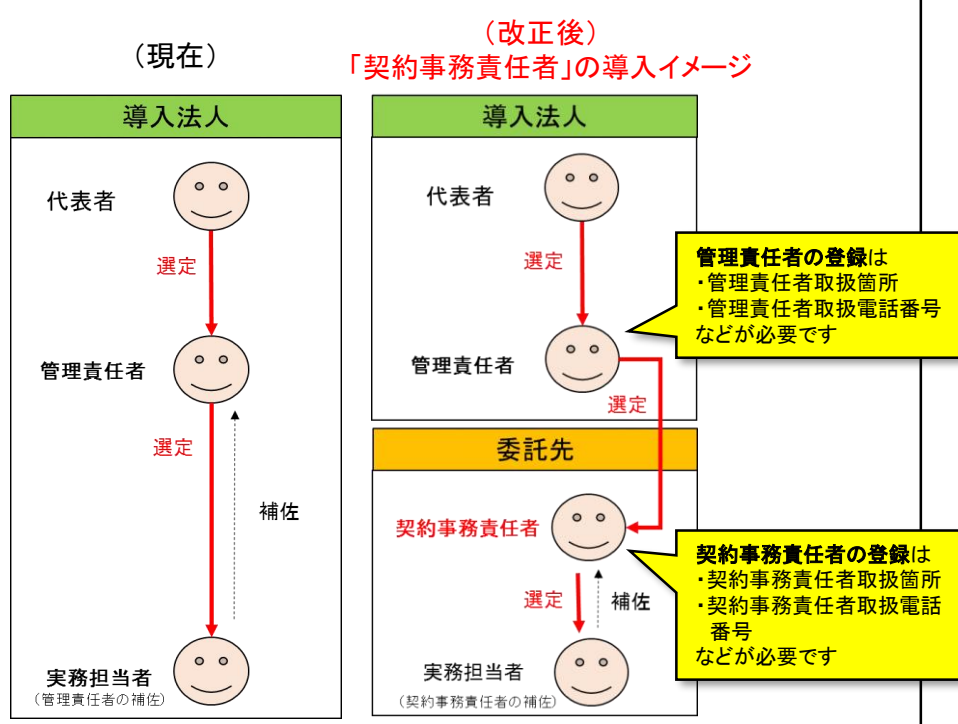 （現在）
導入法人
代表者
選定
管理責任者
選定
補佐
実務担当者
（管理責任者の補佐）
（改正後）
「契約事務責任者」の導入イメージ
導入法人
代表者
選定
管理責任者
選定
管理責任者の登録は
・管理責任者取扱箇所
・管理責任者取扱電話番号
などが必要です
委託先
契約事務責任者
選定
補佐
実務担当者
（契約事務責任者の補佐）
契約事務責任者の登録は
・契約事務責任者取扱箇所
・契約事務責任者取扱電話
番号
などが必要です